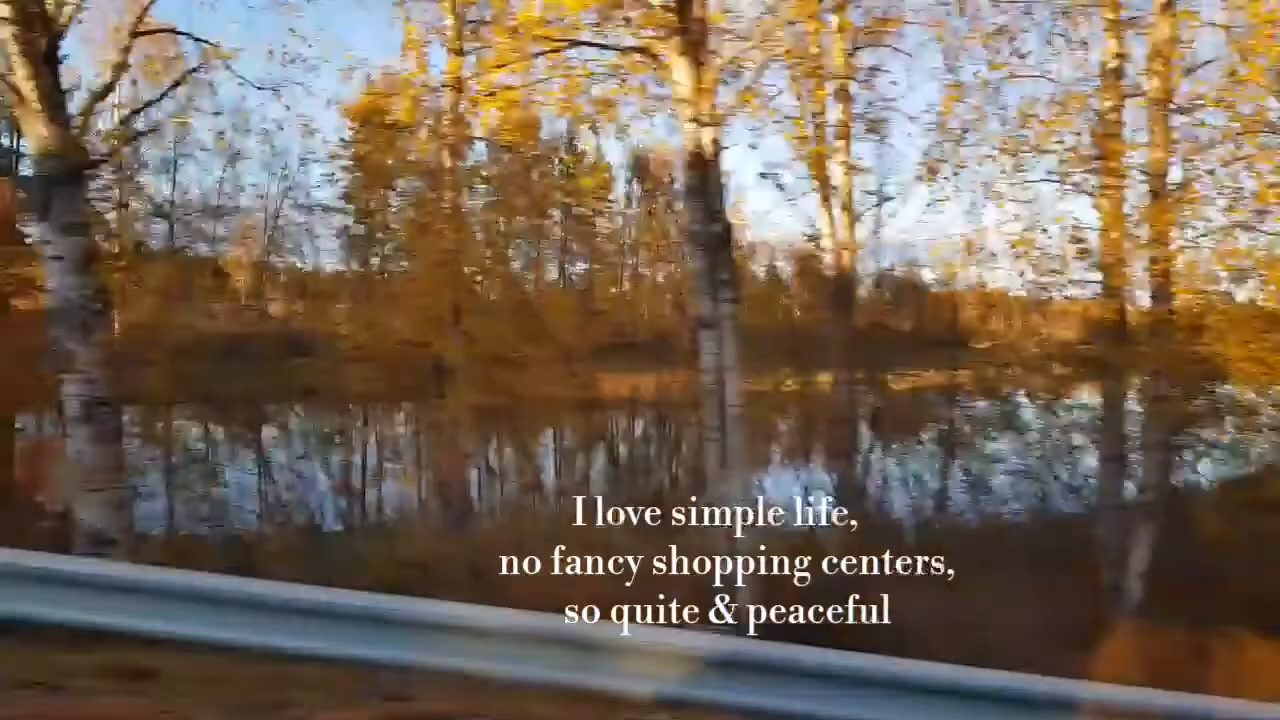 I love simple life,
no fancy shopping centers,
so quite & peaceful